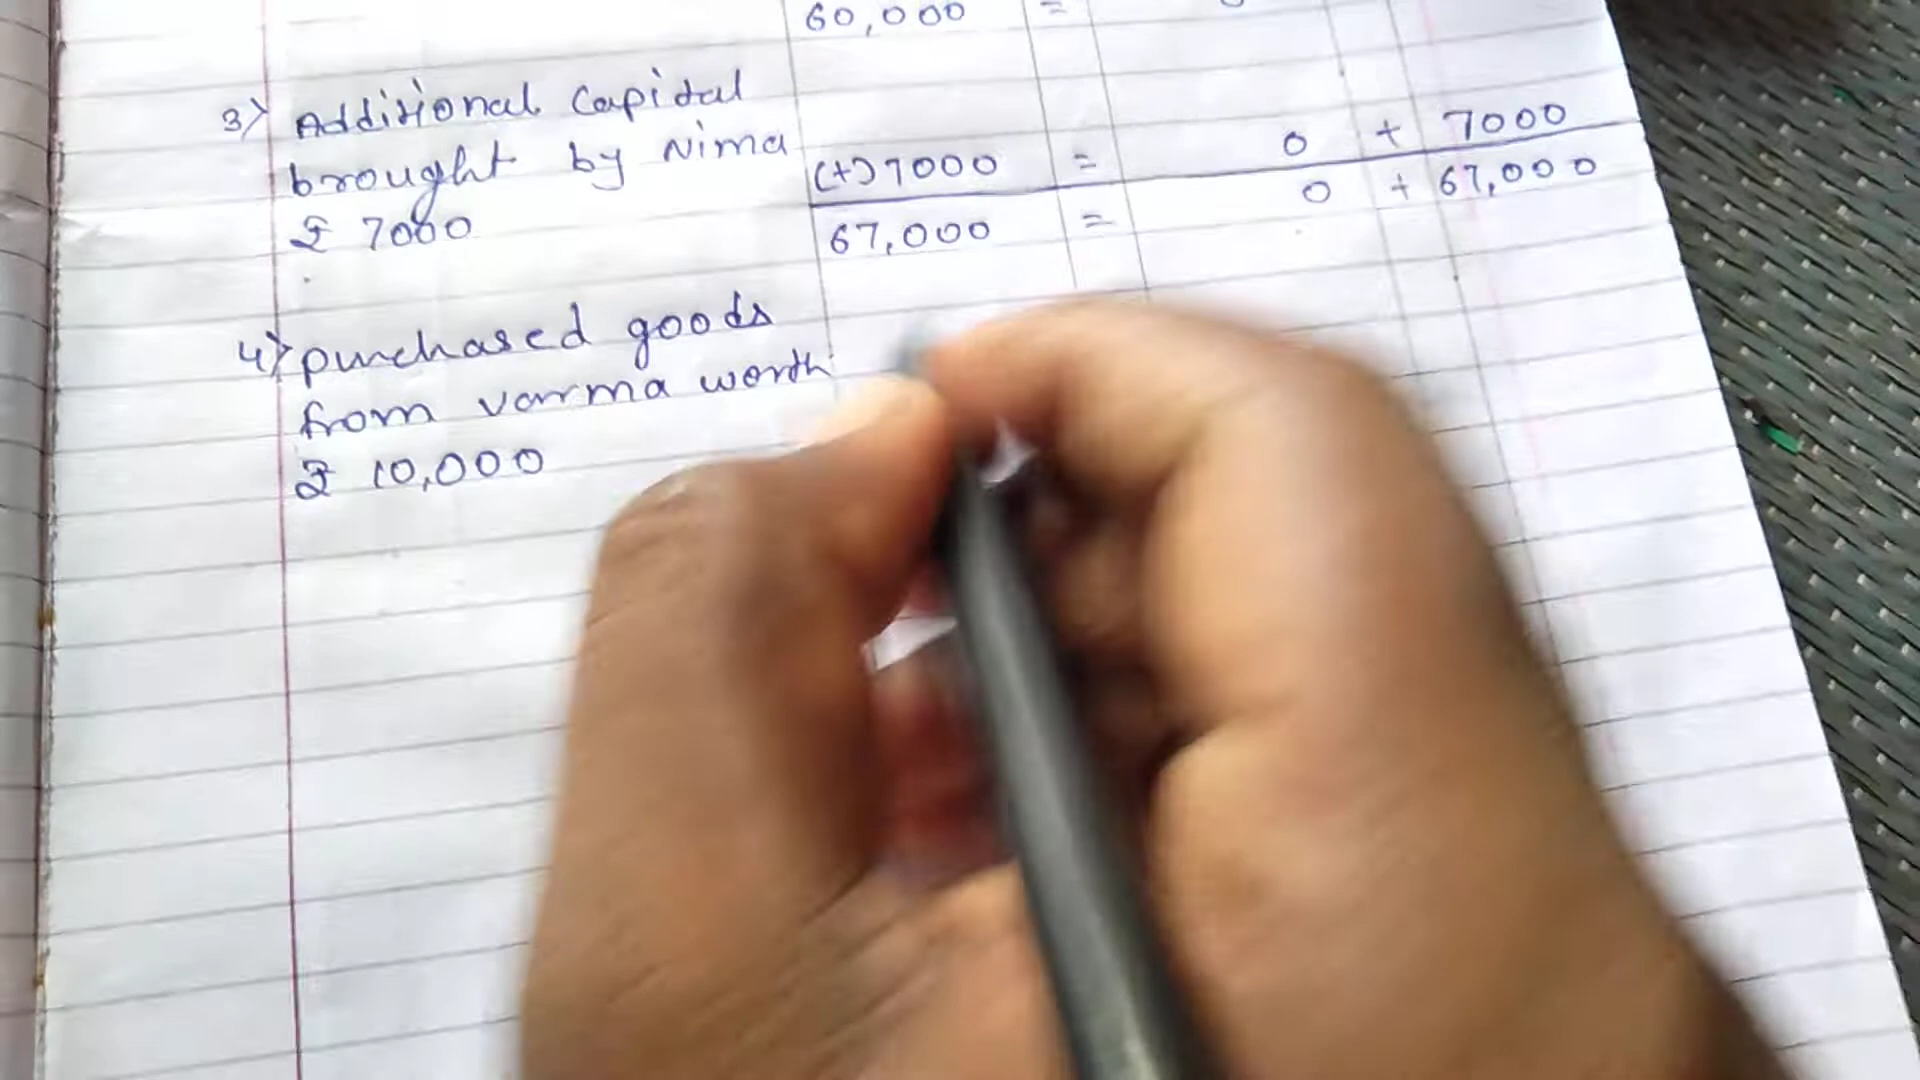 60,000 =
3) Additional Capital
brought by Nima (+) 7000 = 0 + 7000
₹ 7000 67,000 = 0 + 67,000
4) purchased goods
from varma worth
₹ 10,000